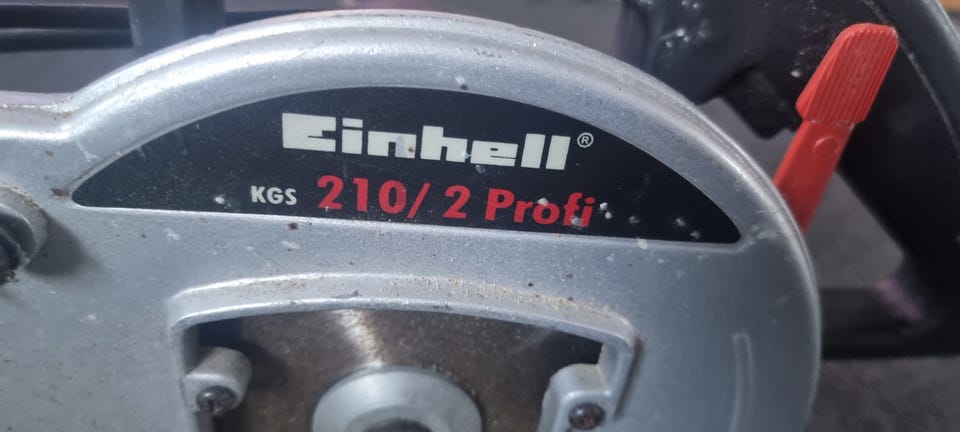 Einhell®
KGS 210/ 2 Profi